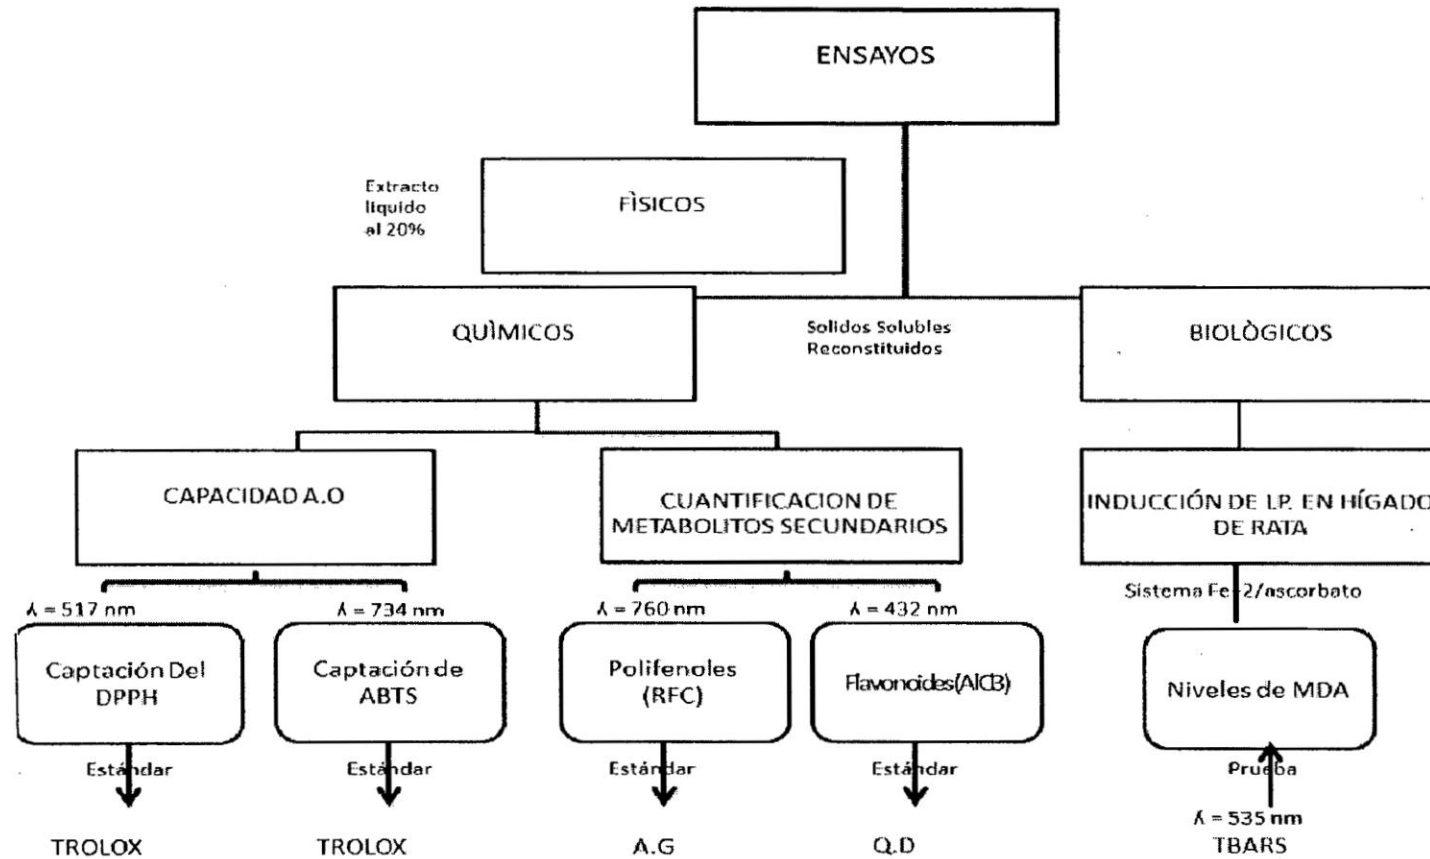 ENSAYOS
Extracto
liquido
al 20%
FÌSICOS
QUÌMICOS
Solidos Solubles
Reconstituidos
BIOLÒGICOS
CAPACIDAD A.O
CUANTIFICACION DE
METABOLITOS SECUNDARIOS
INDUCCIÓN DE LP. EN HÍGADO
DE RATA
Sistema Fe+2/ascorbato
ʎ = 517 nm
ʎ = 734 nm
ʎ = 760 nm
ʎ = 432 nm
Captación Del
DPPH
Captación de
ABTS
Polifenoles
(RFC)
Flavonoides(AlCl3)
Niveles de MDA
Estándar
Estándar
Estándar
Estándar
Prueba
ʎ = 535 nm
TROLOX
TROLOX
A.G
Q.D
TBARS